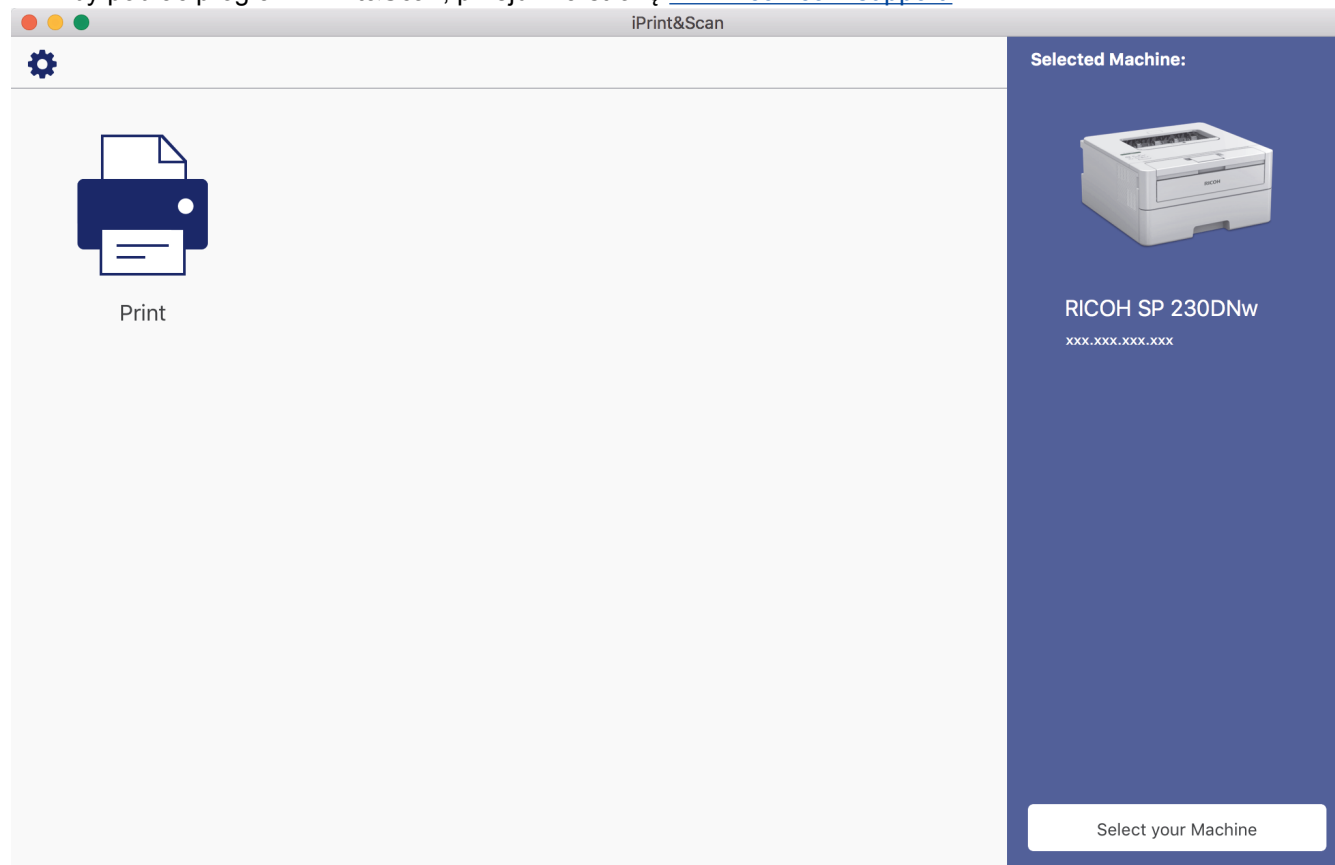 iPrint&Scan
Selected Machine:
RICOH
Print
RICOH SP 230DNw
xxx.xxx.xxx.xxx
Select your Machine